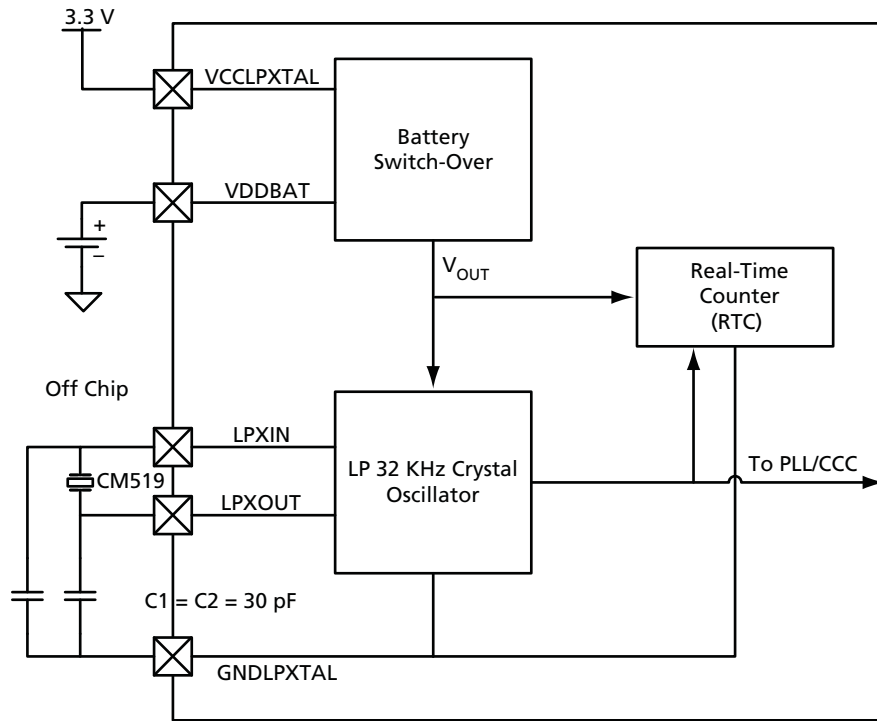 3.3 V
VCCLPXTAL
Battery
Switch-Over
VDDBAT
+
–
VOUT
Real-Time
Counter
(RTC)
Off Chip
LPXIN
CM519
LP 32 KHz Crystal
Oscillator
To PLL/CCC
LPXOUT
C1 = C2 = 30 pF
GNDLPXTAL